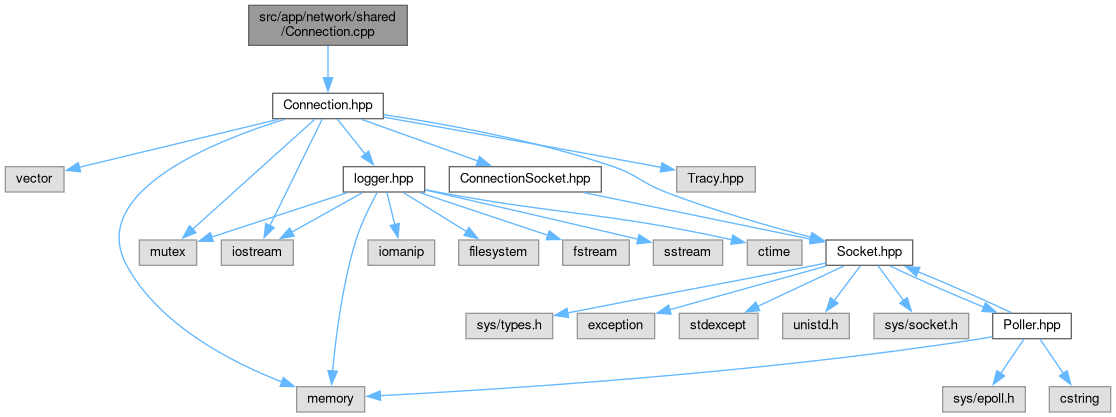 src/app/network/shared
/Connection.cpp
Connection.hpp
vector
logger.hpp
ConnectionSocket.hpp
Tracy.hpp
mutex
iostream
iomanip
filesystem
fstream
sstream
ctime
Socket.hpp
sys/types.h
exception
stdexcept
unistd.h
sys/socket.h
Poller.hpp
memory
sys/epoll.h
cstring